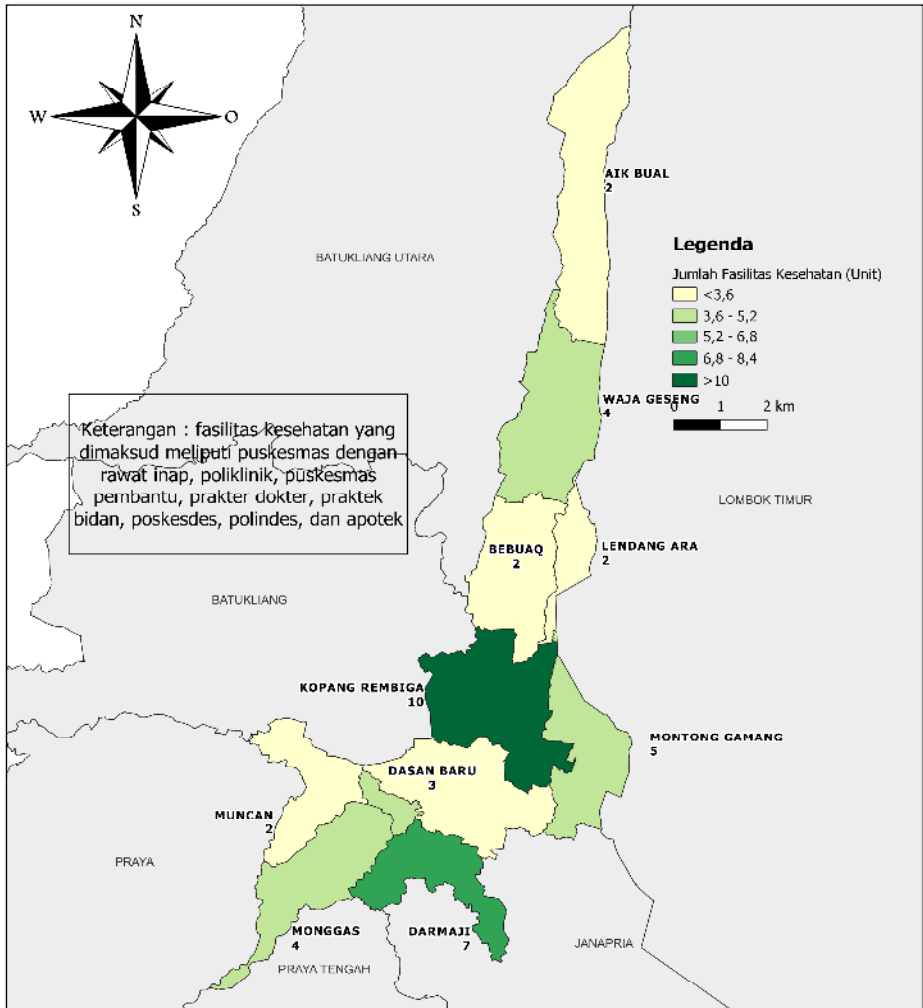 N
W
O
S
AIK BUAL
2
BATUKLIANG UTARA
Legenda
Jumlah Fasilitas Kesehatan (Unit)
<3,6
3,6 - 5,2
5,2 - 6,8
6,8 - 8,4
>10
WAJA GESENG
4
0 1 2 km
Keterangan : fasilitas kesehatan yang
dimaksud meliputi puskesmas dengan
rawat inap, poliklinik, puskesmas
pembantu, prakter dokter, praktek
bidan, poskesdes, polindes, dan apotek
LOMBOK TIMUR
BEBUAQ
2
LENDANG ARA
2
BATUKLIANG
KOPANG REMBIGA
10
MONTONG GAMANG
5
DASAN BARU
3
MUNCAN
2
PRAYA
MONGGAS
4
DARMAJI
7
JANAPRIA
PRAYA TENGAH